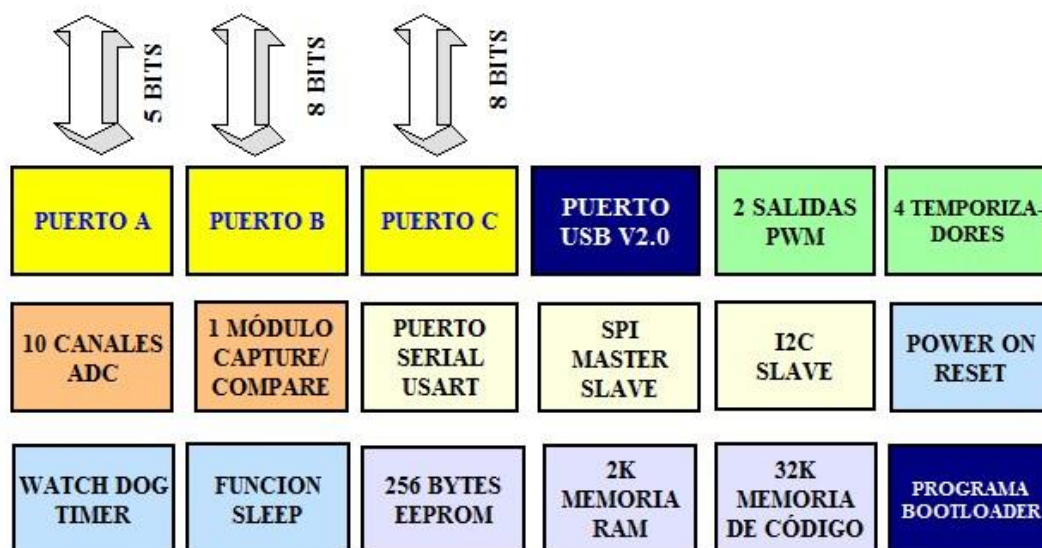 5 BITS
8 BITS
8 BITS
PUERTO A
PUERTO B
PUERTO C
PUERTO
USB V2.0
2 SALIDAS
PWM
4 TEMPORIZA-
DORES
10 CANALES
ADC
1 MÓDULO
CAPTURE/
COMPARE
PUERTO
SERIAL
USART
SPI
MASTER
SLAVE
I2C
SLAVE
POWER ON
RESET
WATCH DOG
TIMER
FUNCION
SLEEP
256 BYTES
EEPROM
2K
MEMORIA
RAM
32K
MEMORIA
DE CÓDIGO
PROGRAMA
BOOTLOADER